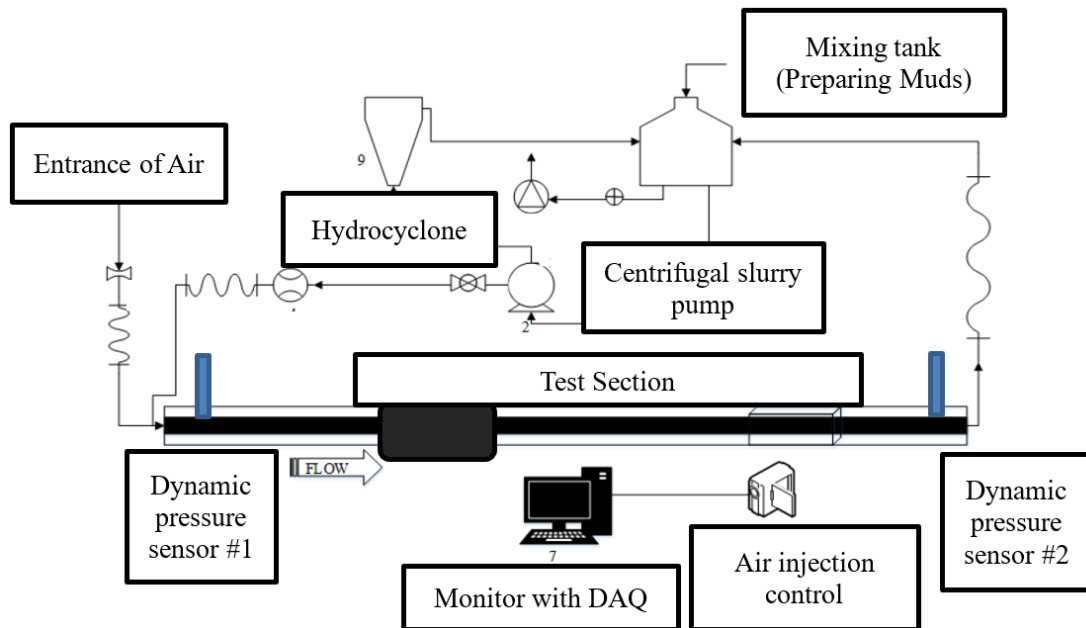 Mixing tank
(Preparing Muds)
Entrance of Air
9
Hydrocyclone
Centrifugal slurry
pump
2
Test Section
FLOW
Dynamic
pressure
sensor #1
7
Monitor with DAQ
Air injection
control
Dynamic
pressure
sensor #2